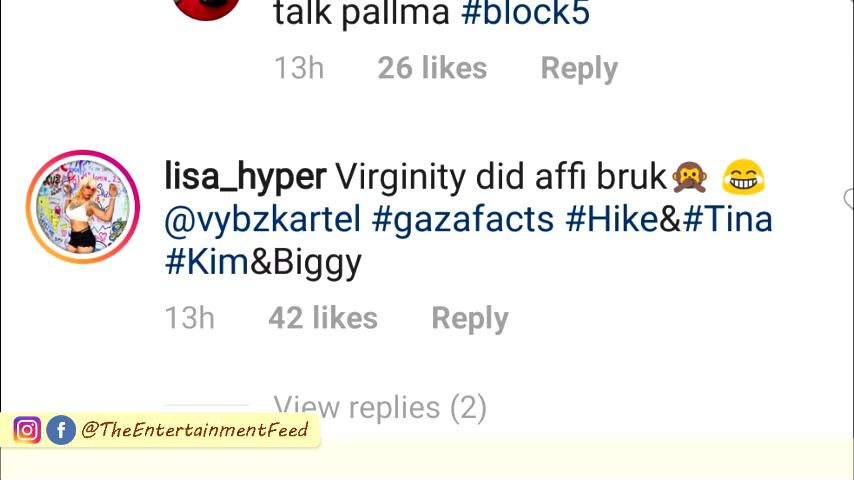 talk pallma #block5
13h 26 likes Reply
lisa_hyper Virginity did affi bruk🙊 😂
@vybzkartel #gazafacts #Hike&#Tina
#Kim&Biggy
13h 42 likes Reply
View replies (2)
@TheEntertainmentFeed